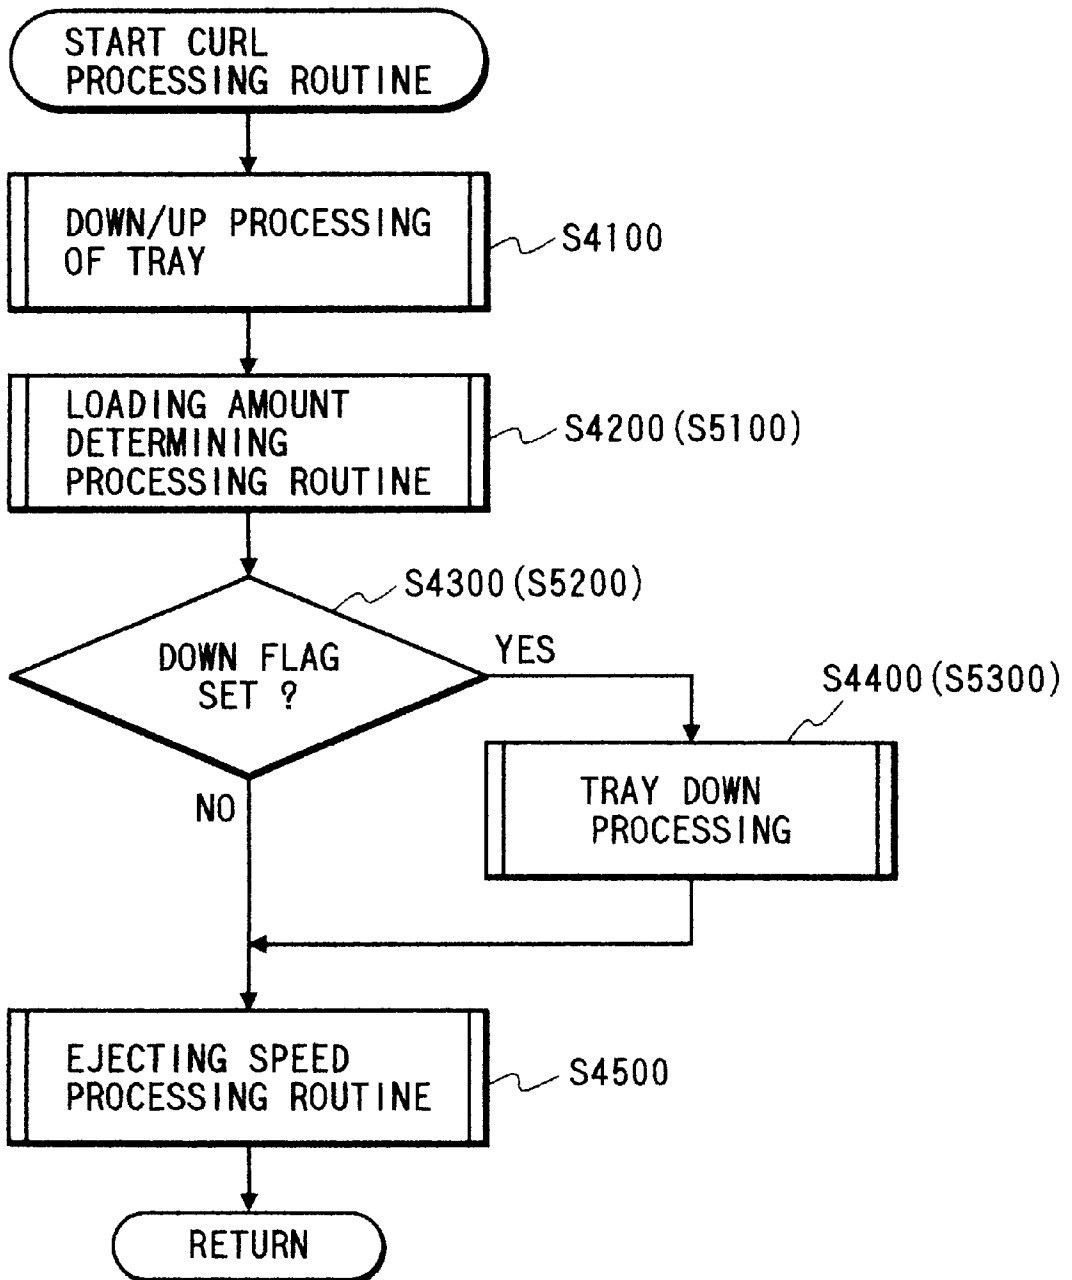 START CURL
PROCESSING ROUTINE
DOWN/UP PROCESSING
OF TRAY
S4100
LOADING AMOUNT
DETERMINING
PROCESSING ROUTINE
S4200(S5100)
S4300(S5200)
DOWN FLAG
SET ?
YES
NO
S4400(S5300)
TRAY DOWN
PROCESSING
EJECTING SPEED
PROCESSING ROUTINE
S4500
RETURN